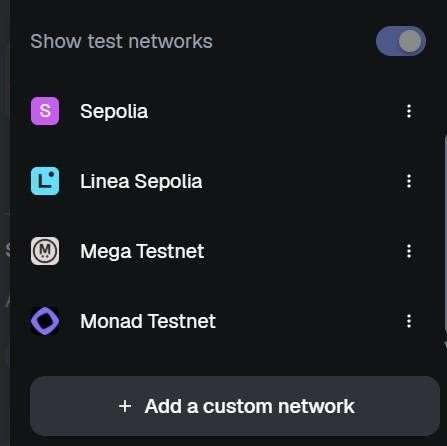 Show test networks
S Sepolia
L Linea Sepolia
M Mega Testnet
Monad Testnet
+ Add a custom network